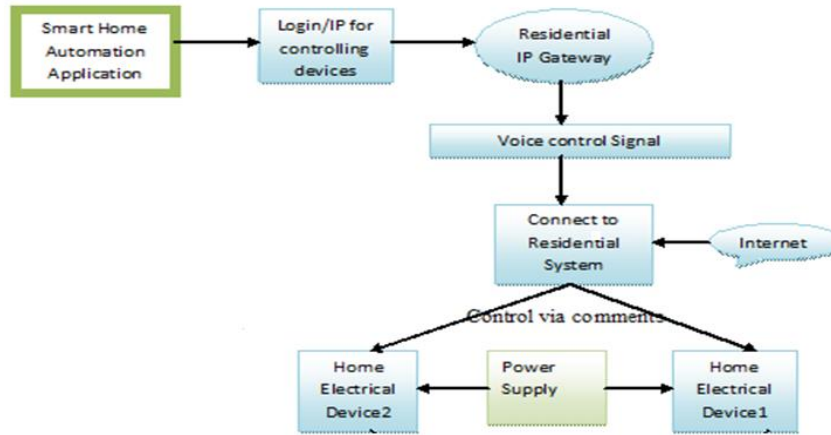 Smart Home
Automation
Application
Login/IP for
controlling
devices
Residential
IP Gateway
Voice control Signal
Connect to
Residential
System
Internet
Control via comments
Home
Electrical
Device2
Power
Supply
Home
Electrical
Device1